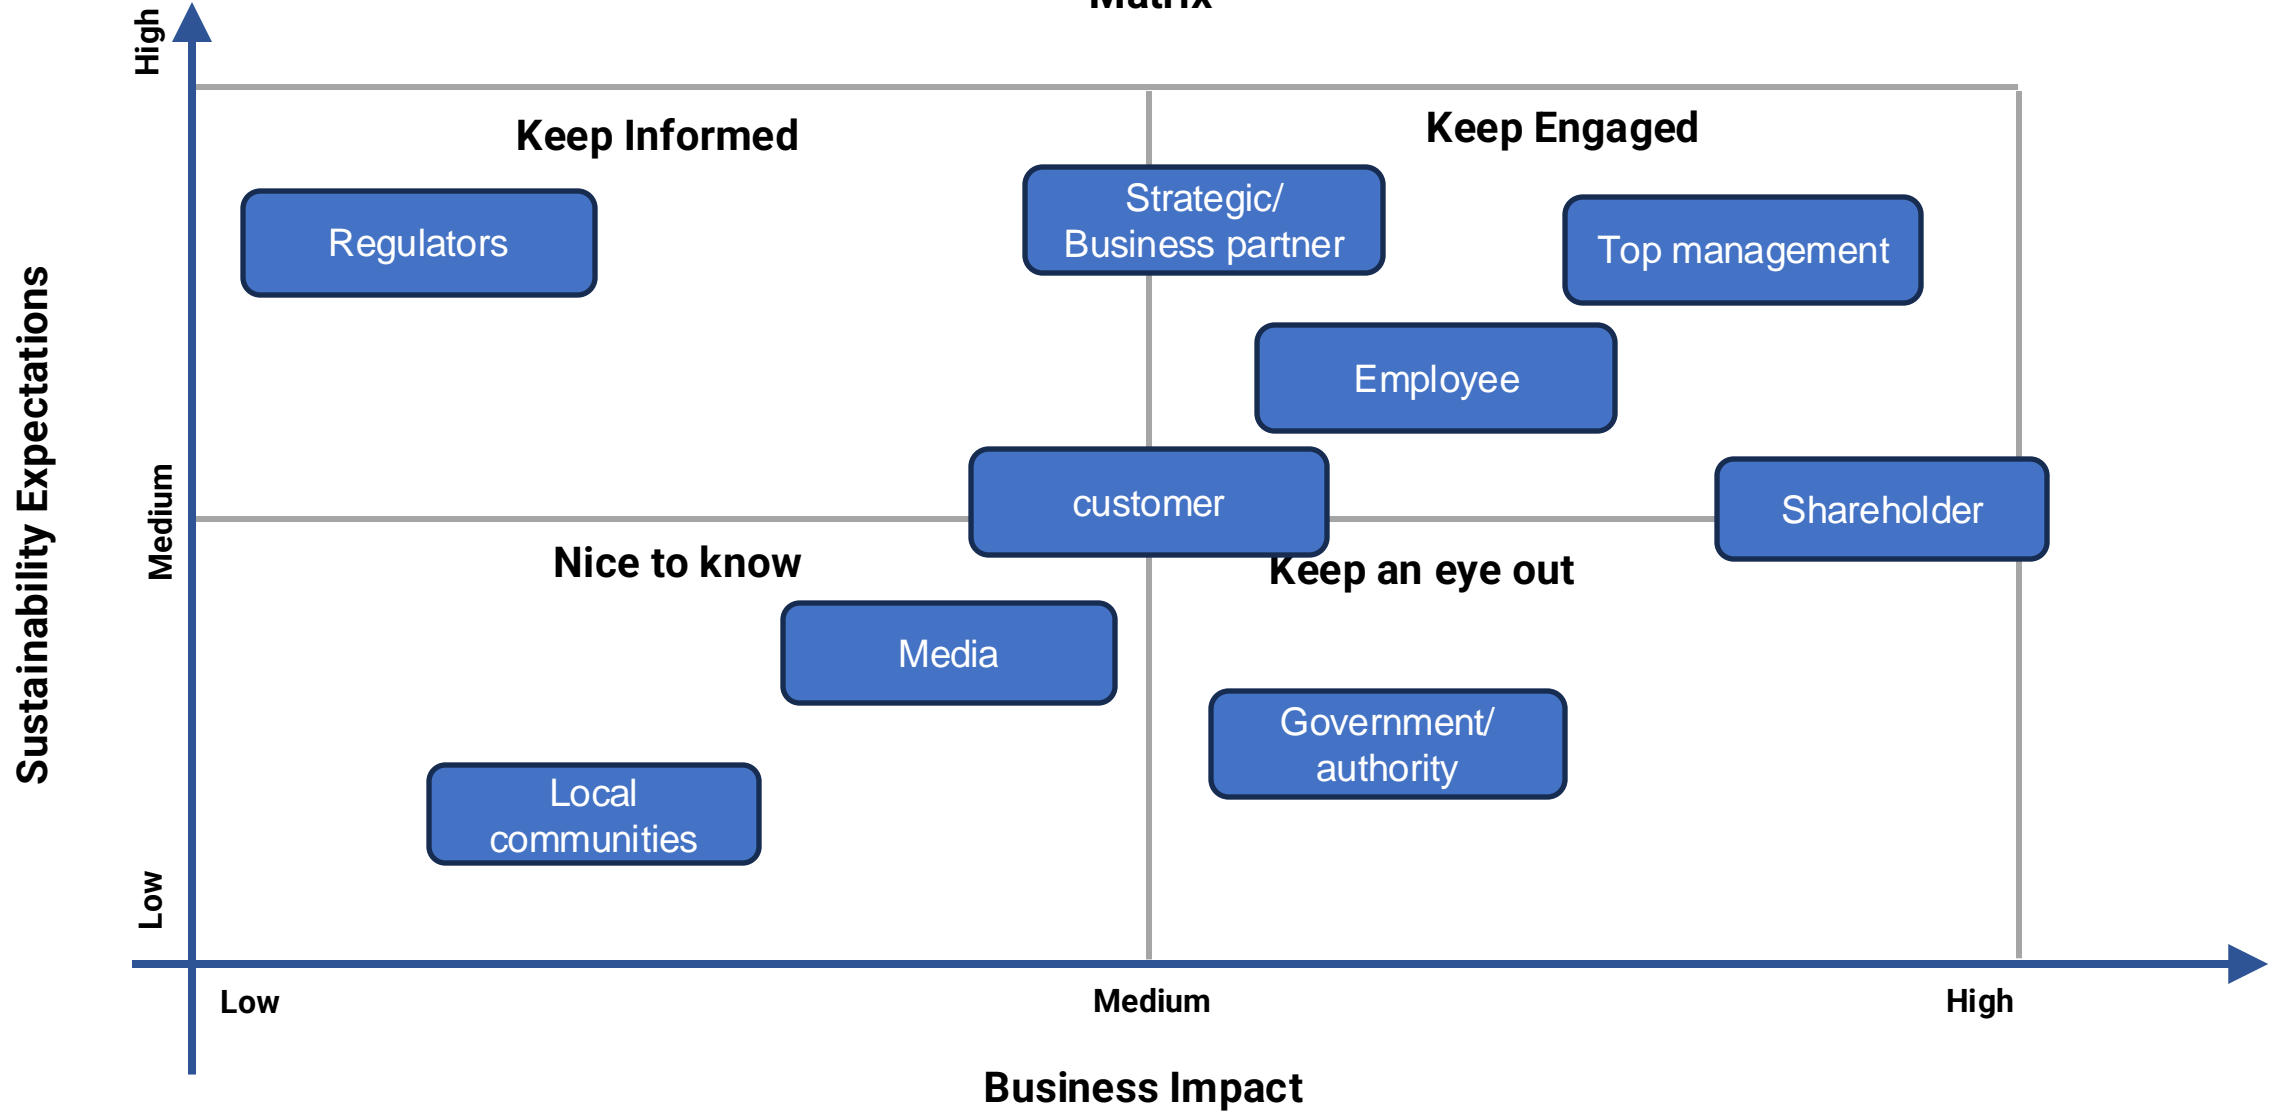 Matrix
High
Keep Informed
Keep Engaged
Regulators
Strategic/
Business partner
Top management
Employee
Sustainability Expectations
Medium
customer
Shareholder
Nice to know
Keep an eye out
Media
Government/
authority
Local
communities
Low
Low
Medium
High
Business Impact